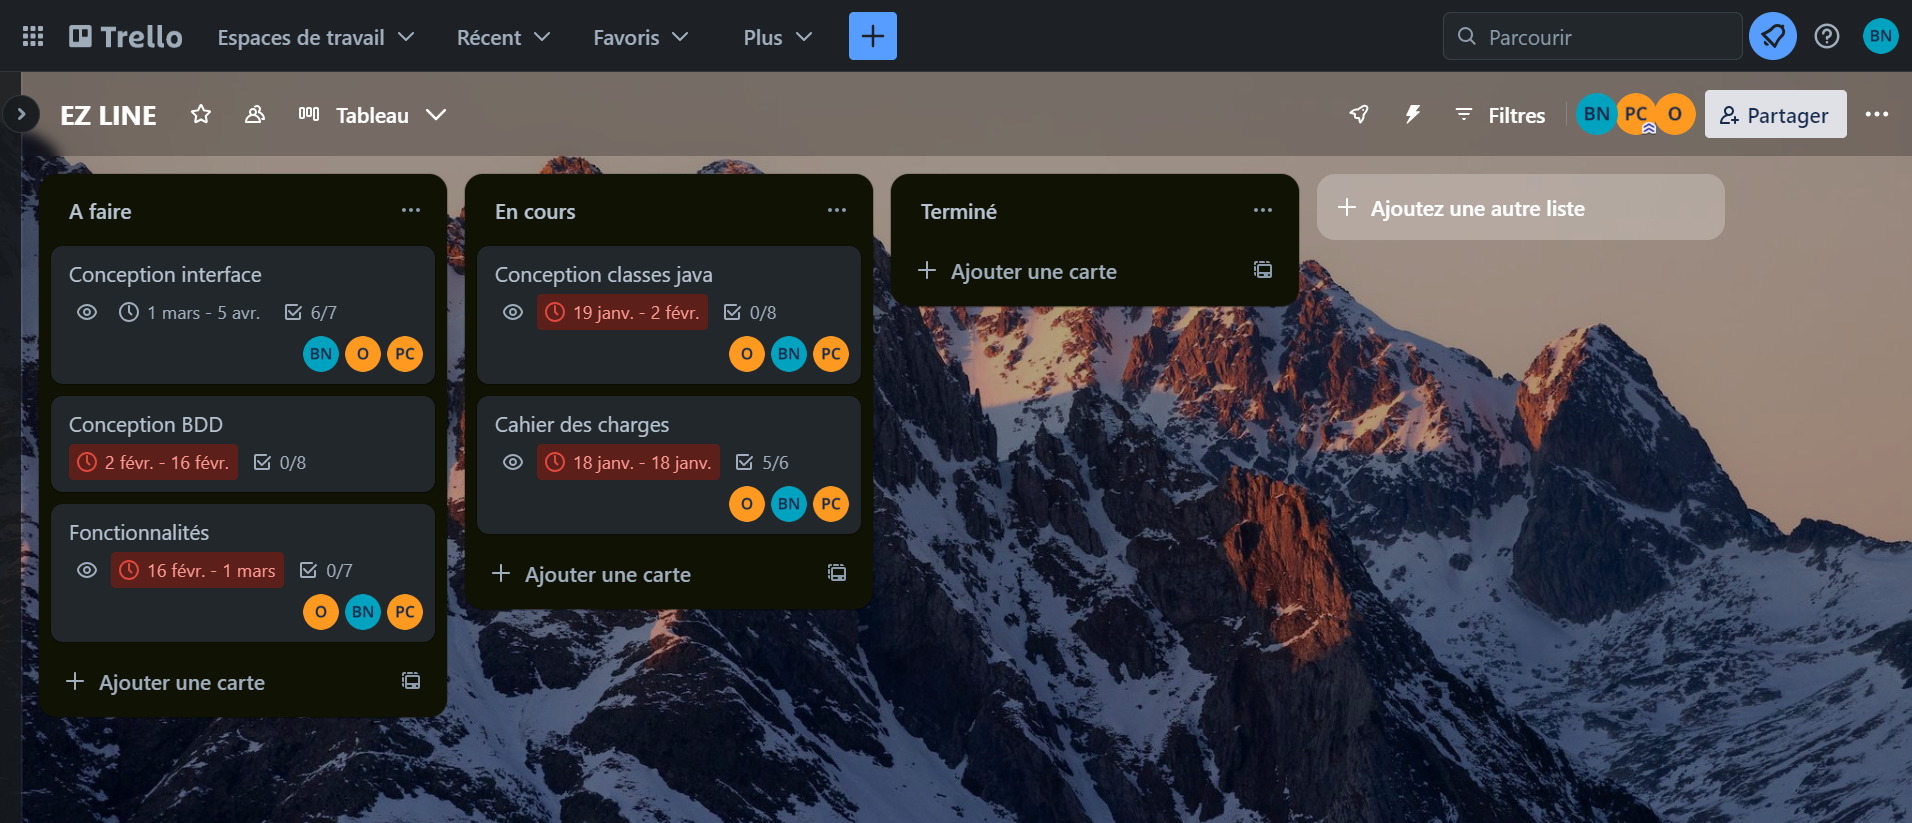 Trello Espaces de travail Récent Favoris Plus Parcourir BN
EZ LINE Tableau Filtres BN PC O Partager
A faire
Conception interface
1 mars - 5 avr. 6/7
BN O PC
Conception BDD
2 févr. - 16 févr. 0/8
Fonctionnalités
16 févr. - 1 mars 0/7
O BN PC
Ajouter une carte
En cours
Conception classes java
19 janv. - 2 févr. 0/8
O BN PC
Cahier des charges
18 janv. - 18 janv. 5/6
O BN PC
Ajouter une carte
Terminé
Ajouter une carte
Ajoutez une autre liste